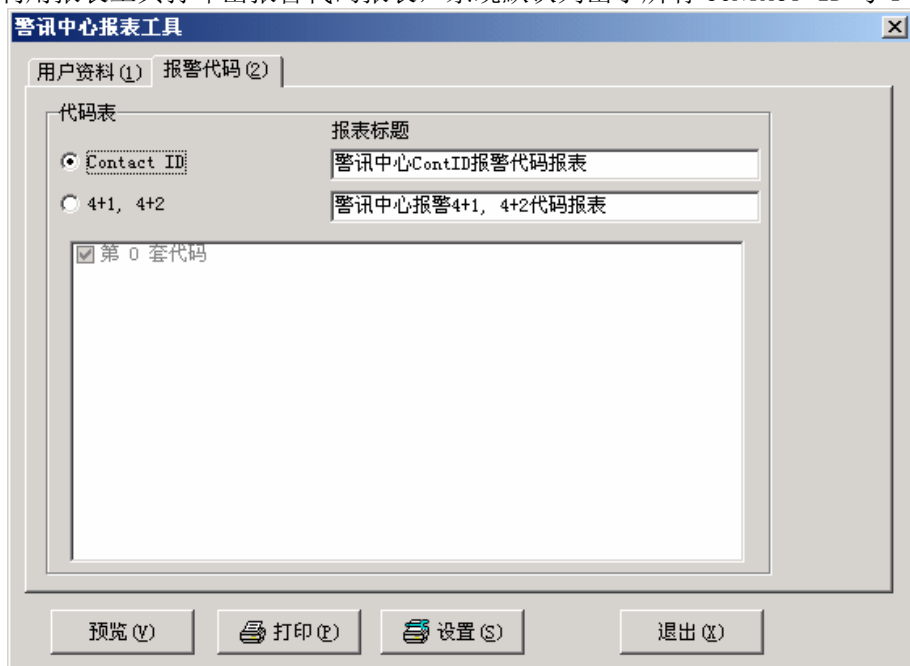 警讯中心报表工具
用户资料(1) 报警代码(2)
代码表
报表标题
Contact ID 警讯中心ContID报警代码报表
4+1, 4+2 警讯中心报警4+1, 4+2代码报表
第 0 套代码
预览(V) 打印(P) 设置(S) 退出(X)